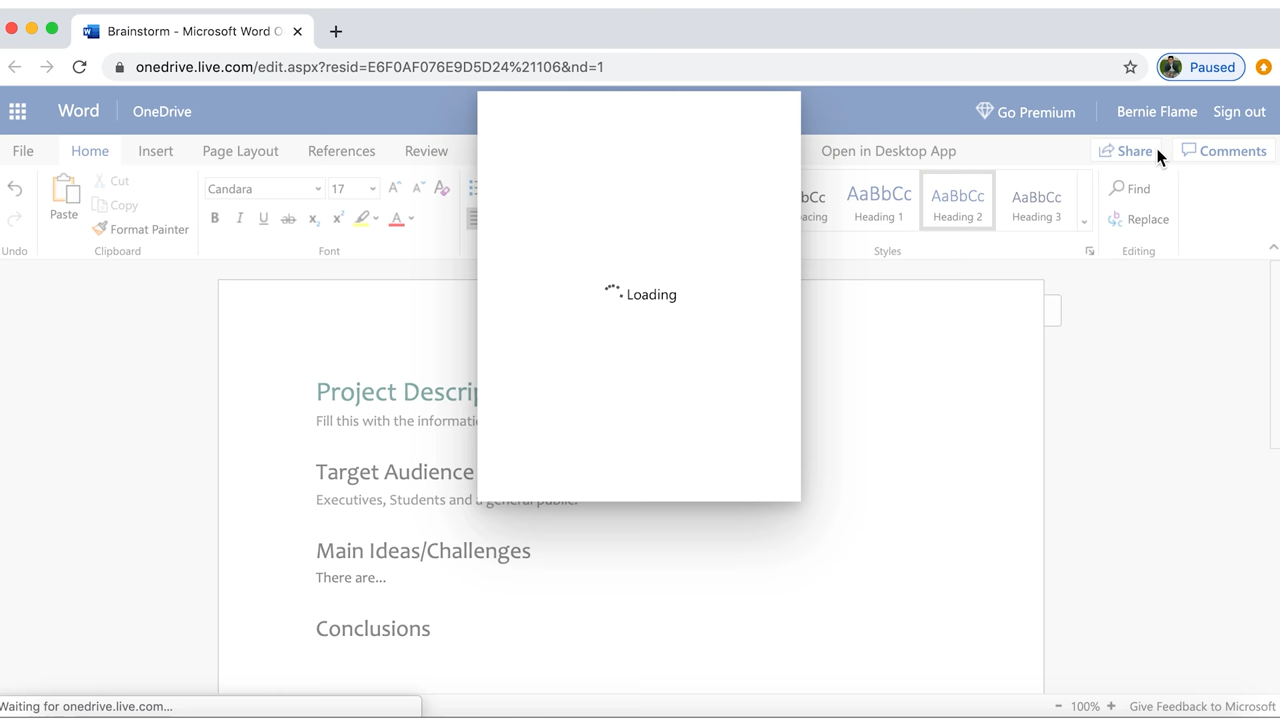 Brainstorm - Microsoft Word O
onedrive.live.com/edit.aspx?resid=E6F0AF076E9D5D24%21106&nd=1
Paused
Word OneDrive
Go Premium Bernie Flame Sign out
File Home Insert Page Layout References Review Open in Desktop App Share Comments
Paste
Cut
Copy
Format Painter
Candara 17
B I U ab x₂ x² A
AaBbCc AaBbCc AaBbCc
Heading 1 Heading 2 Heading 3
Find
Replace
Undo Clipboard Font Styles Editing
Loading
Project Descrip
Fill this with the informati
Target Audience
Executives, Students and a general public.
Main Ideas/Challenges
There are...
Conclusions
Waiting for onedrive.live.com...
100% Give Feedback to Microsoft